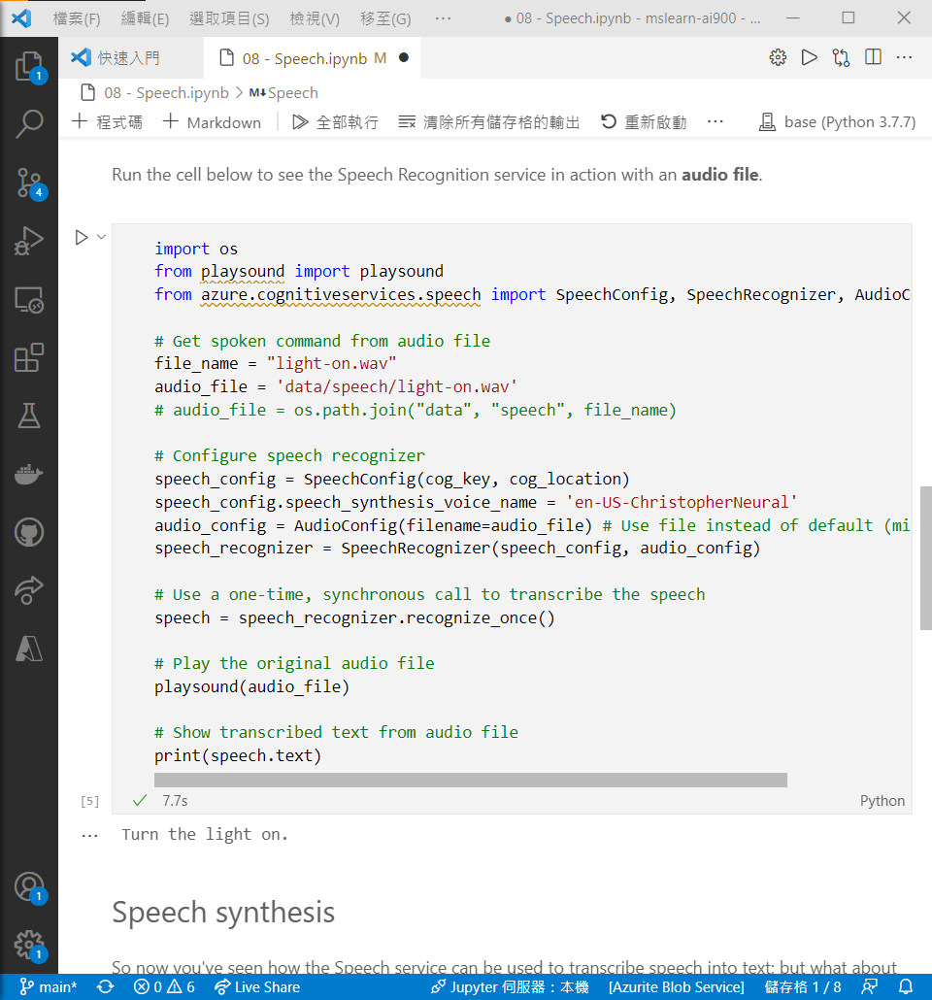 檔案(F) 編輯(E) 選取項目(S) 檢視(V) 移至(G) ··· ● 08 - Speech.ipynb - mslearn-ai900 - ...
快速入門 08 - Speech.ipynb M ●
08 - Speech.ipynb > M↓Speech
+ 程式碼 + Markdown 全部執行 清除所有儲存格的輸出 重新啟動 ··· base (Python 3.7.7)
Run the cell below to see the Speech Recognition service in action with an audio file.
import os
from playsound import playsound
from azure.cognitiveservices.speech import SpeechConfig, SpeechRecognizer, AudioC
# Get spoken command from audio file
file_name = "light-on.wav"
audio_file = 'data/speech/light-on.wav'
# audio_file = os.path.join("data", "speech", file_name)
# Configure speech recognizer
speech_config = SpeechConfig(cog_key, cog_location)
speech_config.speech_synthesis_voice_name = 'en-US-ChristopherNeural'
audio_config = AudioConfig(filename=audio_file) # Use file instead of default (mi
speech_recognizer = SpeechRecognizer(speech_config, audio_config)
# Use a one-time, synchronous call to transcribe the speech
speech = speech_recognizer.recognize_once()
# Play the original audio file
playsound(audio_file)
# Show transcribed text from audio file
print(speech.text)
[5] ✓ 7.7s Python
... Turn the light on.
Speech synthesis
So now you've seen how the Speech service can be used to transcribe speech into text; but what about
1
4
1
1
main* 0 6 Live Share Jupyter 伺服器：本機 [Azurite Blob Service] 儲存格 1 / 8